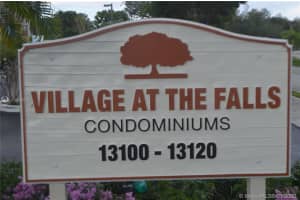 VILLAGE AT THE FALLS
CONDOMINIUMS
13100 - 13120